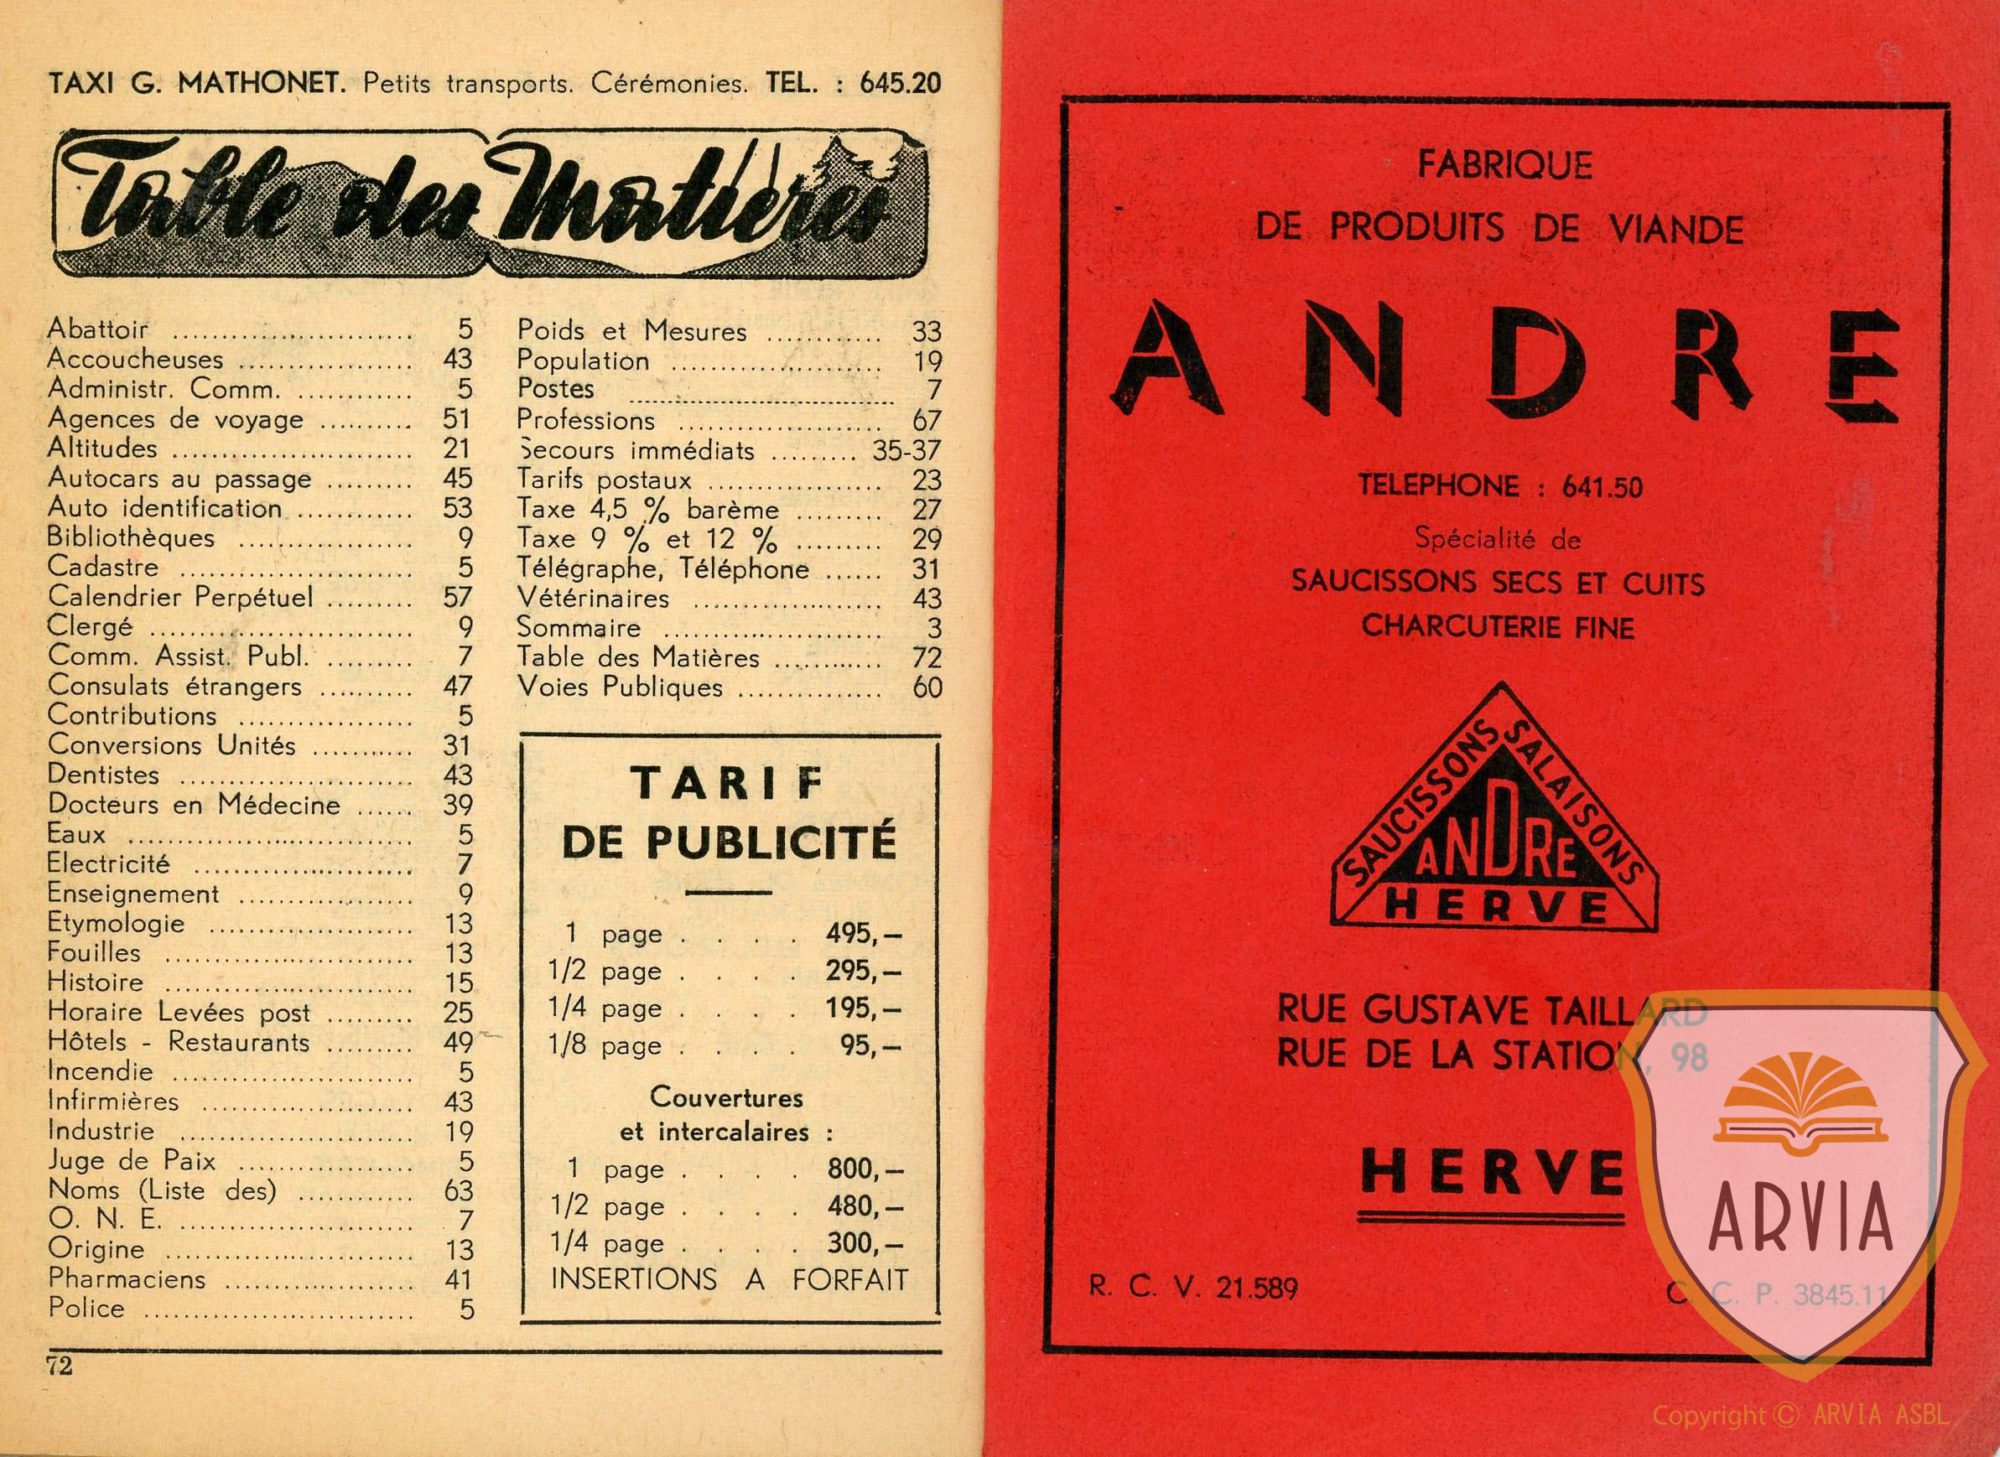 TAXI G. MATHONET. Petits transports. Cérémonies. TEL. : 645.20
Table des Matières
Abattoir ........................ 5
Accoucheuses .................. 43
Administr. Comm. ............ 5
Agences de voyage .......... 51
Altitudes ........................ 21
Autocars au passage ......... 45
Auto identification ............ 53
Bibliothèques .................. 9
Cadastre ........................ 5
Calendrier Perpétuel ......... 57
Clergé ........................... 9
Comm. Assist. Publ. ......... 7
Consulats étrangers .......... 47
Contributions .................. 5
Conversions Unités ........... 31
Dentistes ........................ 43
Docteurs en Médecine ...... 39
Eaux .............................. 5
Electricité ....................... 7
Enseignement .................. 9
Etymologie ..................... 13
Fouilles .......................... 13
Histoire .......................... 15
Horaire Levées post ......... 25
Hôtels - Restaurants ......... 49
Incendie ......................... 5
Infirmières ...................... 43
Industrie ........................ 19
Juge de Paix .................. 5
Noms (Liste des) ............ 63
O. N. E. ........................ 7
Origine .......................... 13
Pharmaciens .................... 41
Police ............................ 5
Poids et Mesures ............ 33
Population ...................... 19
Postes ........................... 7
Professions ..................... 67
Secours immédiats ......... 35-37
Tarifs postaux .................. 23
Taxe 4,5 % barème ......... 27
Taxe 9 % et 12 % ......... 29
Télégraphe, Téléphone ...... 31
Vétérinaires .................... 43
Sommaire ....................... 3
Table des Matières ........... 72
Voies Publiques ............... 60
TARIF
DE PUBLICITÉ
1 page . . . . 495,—
1/2 page . . . . 295,—
1/4 page . . . . 195,—
1/8 page . . . . 95,—
Couvertures
et intercalaires :
1 page . . . . 800,—
1/2 page . . . . 480,—
1/4 page . . . . 300,—
INSERTIONS A FORFAIT
72
FABRIQUE
DE PRODUITS DE VIANDE
ANDRE
TELEPHONE : 641.50
Spécialité de
SAUCISSONS SECS ET CUITS
CHARCUTERIE FINE
SAUCISSONS SALAISONS
ANDRE
HERVE
RUE GUSTAVE TAILLARD
RUE DE LA STATION, 98
HERVE
R. C. V. 21.589
C. C. P. 3845.11
ARVIA
Copyright © ARVIA ASBL